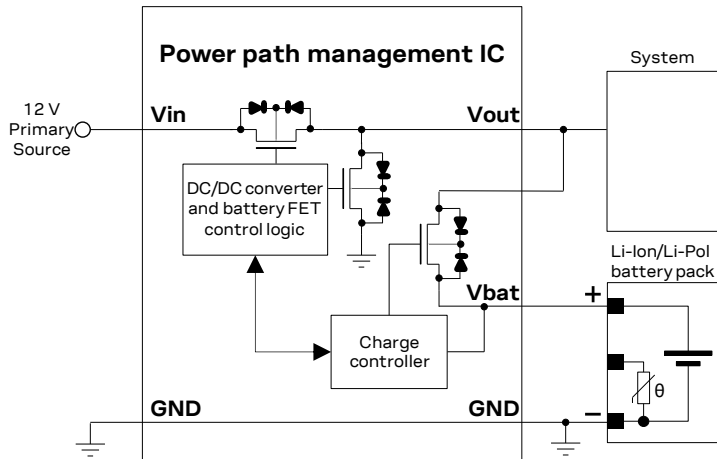 Power path management IC
System
12 V
Primary
Source
Vin
Vout
DC/DC converter
and battery FET
control logic
Li-Ion/Li-Pol
battery pack
Vbat
+
Charge
controller
θ
GND
GND
–